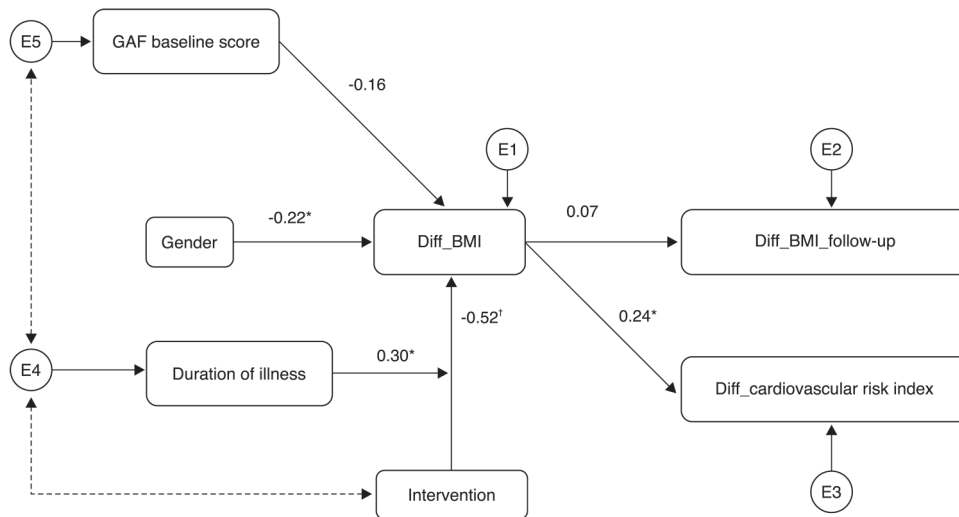 E5
GAF baseline score
-0.16
E1
E2
Gender
-0.22*
Diff_BMI
0.07
Diff_BMI_follow-up
-0.52†
0.24*
E4
Duration of illness
0.30*
Diff_cardiovascular risk index
Intervention
E3